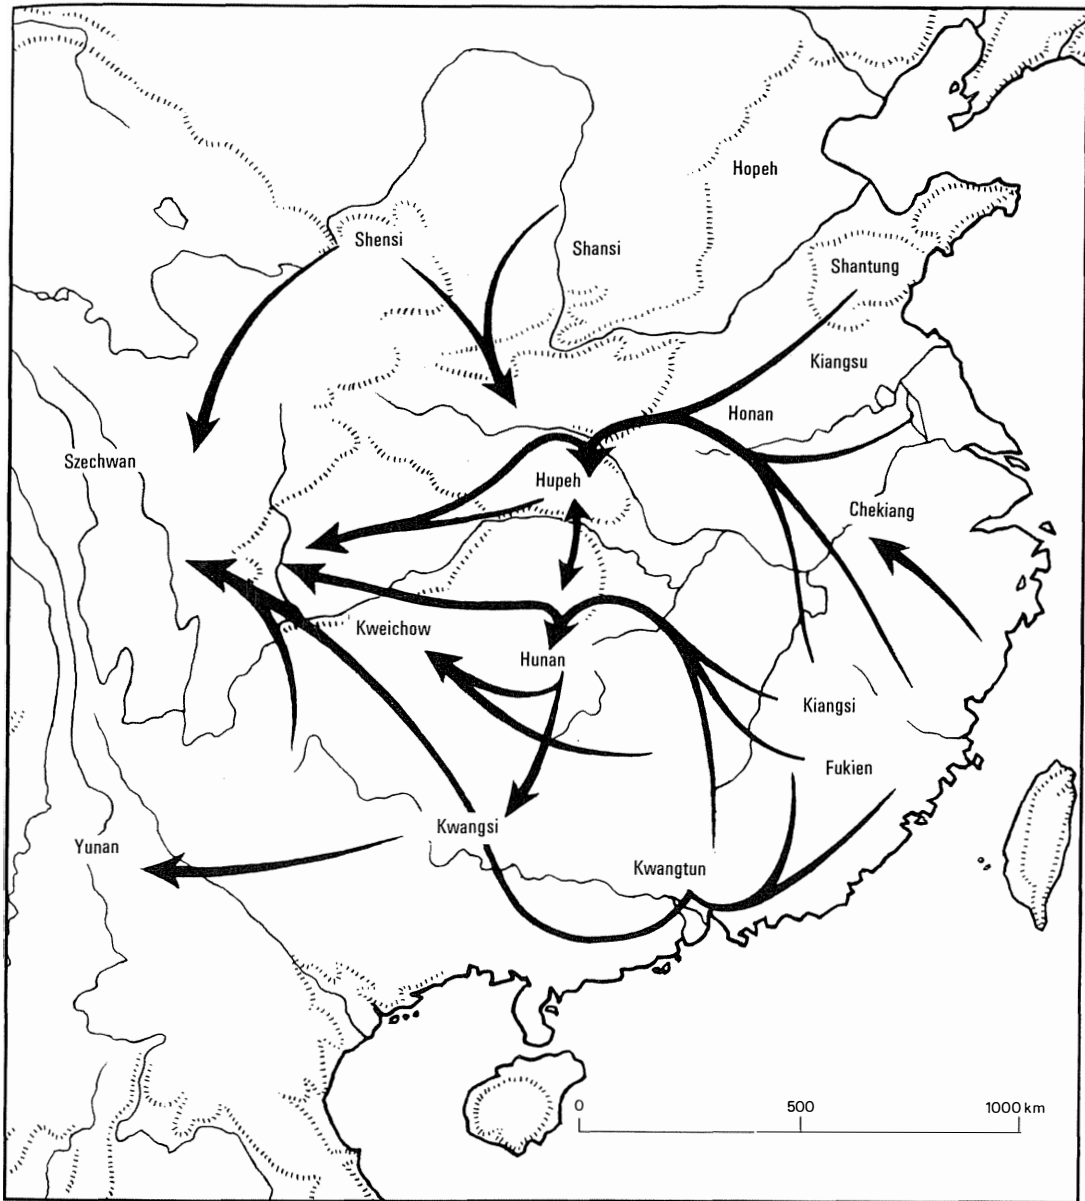 Hopeh
Shensi
Shansi
Shantung
Kiangsu
Honan
Szechwan
Hupeh
Chekiang
Kweichow
Hunan
Kiangsi
Fukien
Kwangsi
Yunan
Kwangtun
0 500 1000 km